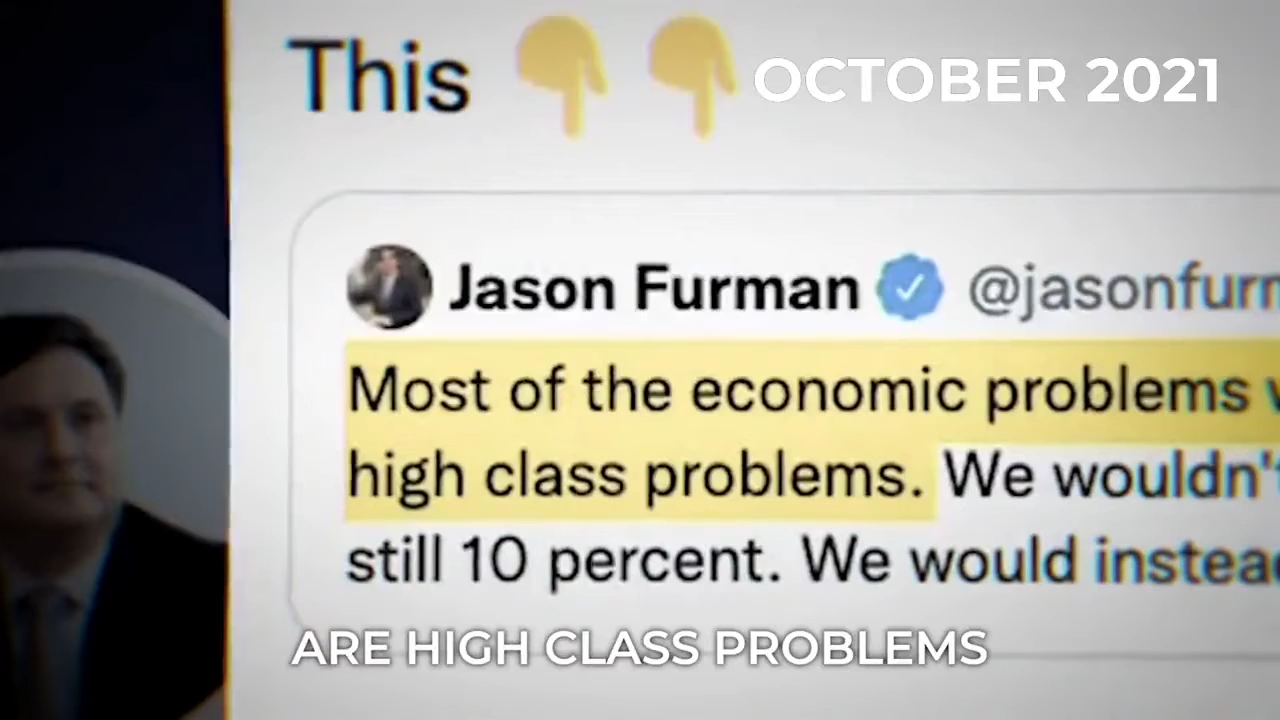 This 👇👇 OCTOBER 2021
Jason Furman @jasonfurm
Most of the economic problems
high class problems. We wouldn't
still 10 percent. We would instead
ARE HIGH CLASS PROBLEMS